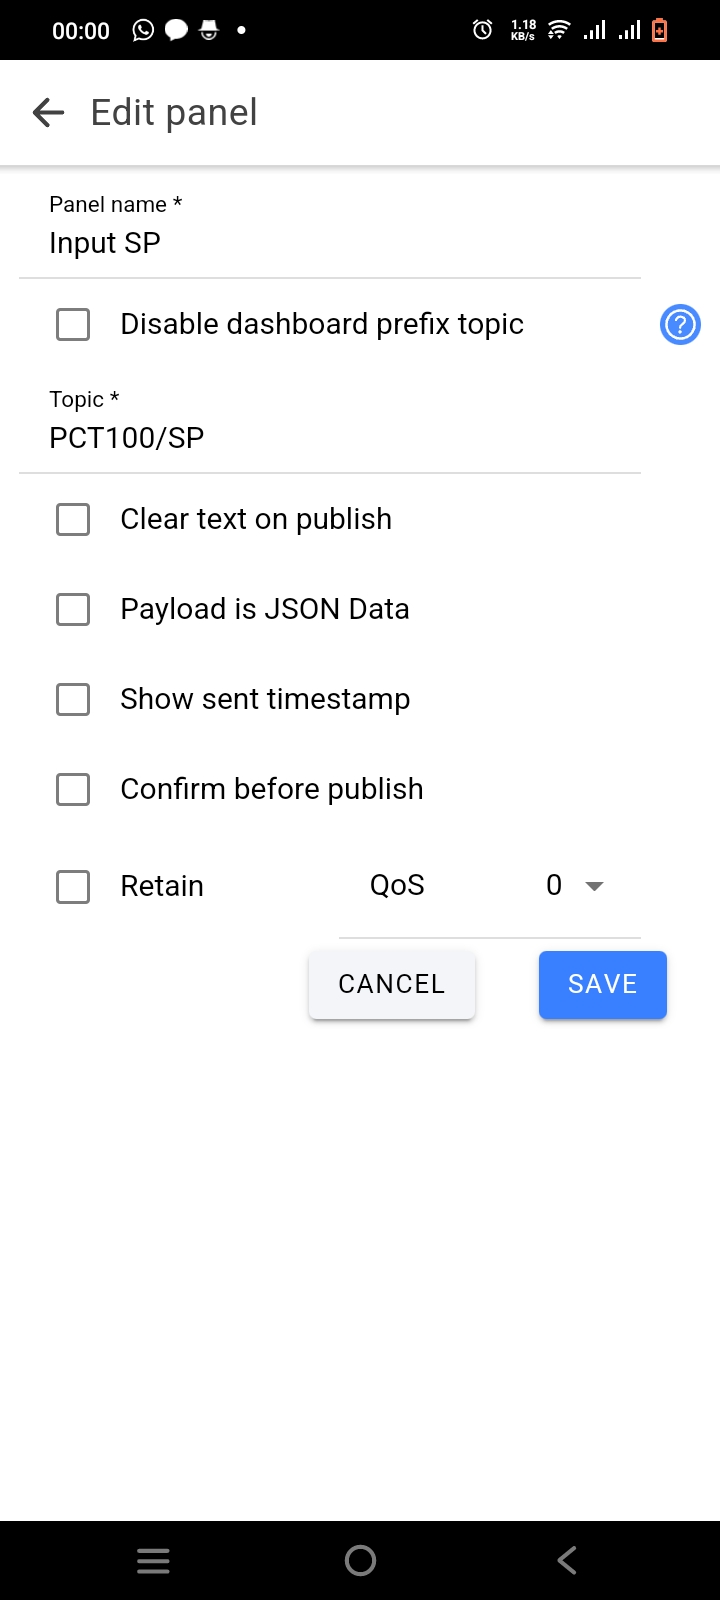 00:00
1.18
KB/s
Edit panel
Panel name *
Input SP
Disable dashboard prefix topic
?
Topic *
PCT100/SP
Clear text on publish
Payload is JSON Data
Show sent timestamp
Confirm before publish
Retain QoS 0
CANCEL SAVE